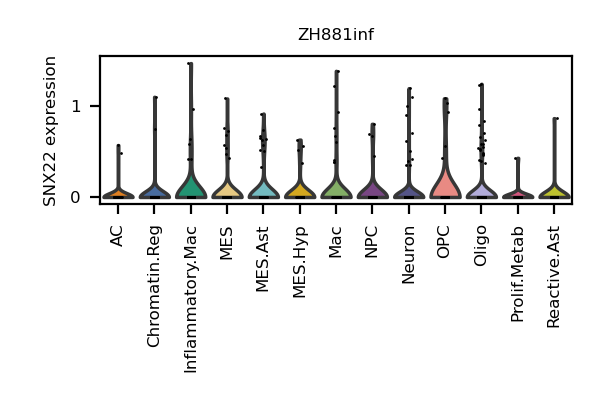 ZH881inf
SNX22 expression
1
0
AC
Chromatin.Reg
Inflammatory.Mac
MES
MES.Ast
MES.Hyp
Mac
NPC
Neuron
OPC
Oligo
Prolif.Metab
Reactive.Ast